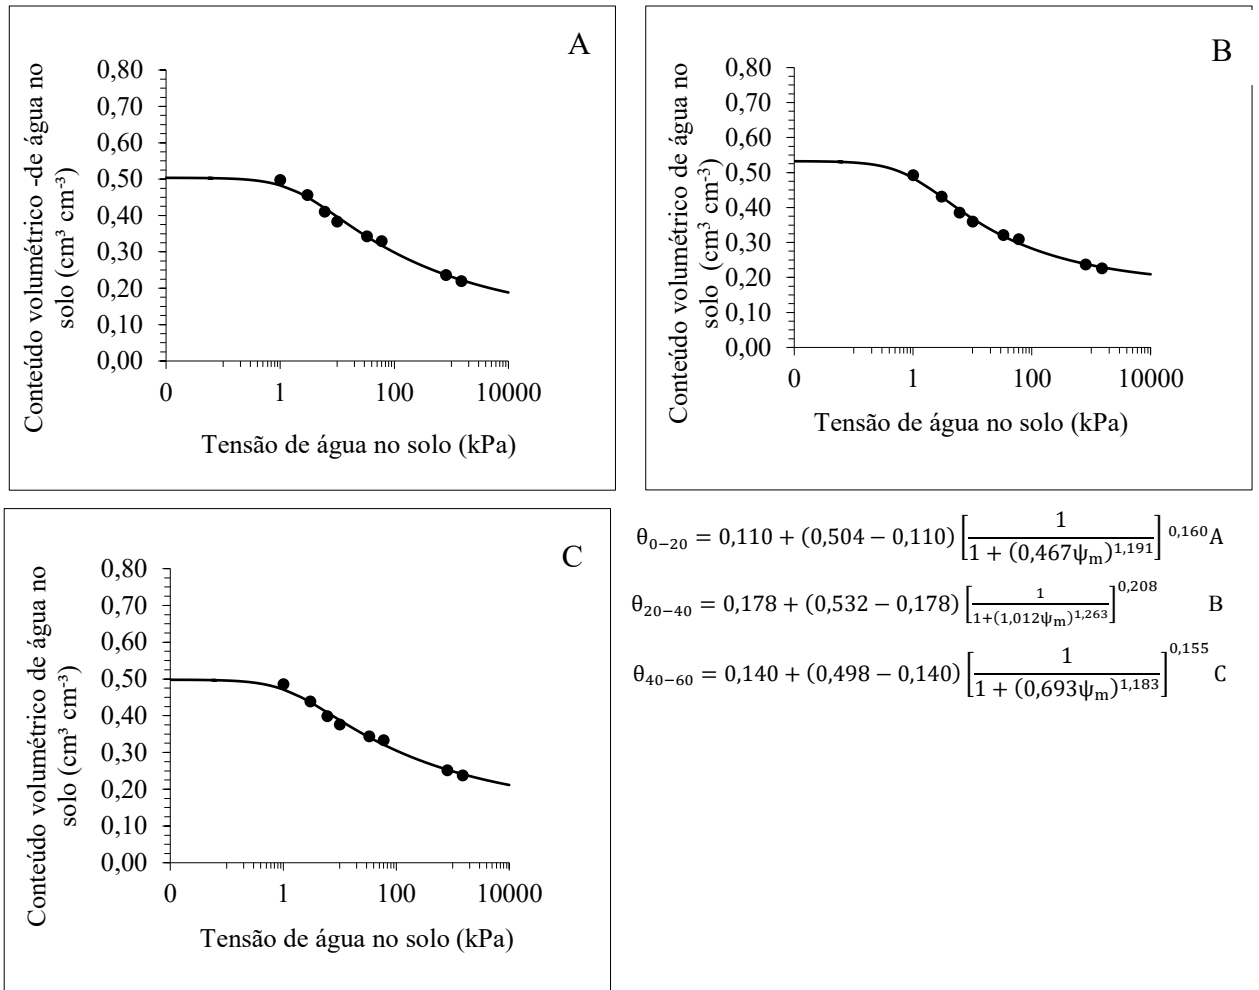 A
Conteúdo volumétrico -de água no
solo (cm³ cm⁻³)
0,80
0,70
0,60
0,50
0,40
0,30
0,20
0,10
0,00
0 1 100 10000
Tensão de água no solo (kPa)
B
Conteúdo volumétrico de água no
solo (cm³ cm⁻³)
0,80
0,70
0,60
0,50
0,40
0,30
0,20
0,10
0,00
0 1 100 10000
Tensão de água no solo (kPa)
C
Conteúdo volumétrico de água no
solo (cm³ cm⁻³)
0,80
0,70
0,60
0,50
0,40
0,30
0,20
0,10
0,00
0 1 100 10000
Tensão de água no solo (kPa)
θ₀₋₂₀ = 0,110 + (0,504 − 0,110) [1 / (1 + (0,467ψₘ)^1,191)]^0,160 A
θ₂₀₋₄₀ = 0,178 + (0,532 − 0,178) [1 / (1+(1,012ψₘ)^1,263)]^0,208 B
θ₄₀₋₆₀ = 0,140 + (0,498 − 0,140) [1 / (1 + (0,693ψₘ)^1,183)]^0,155 C